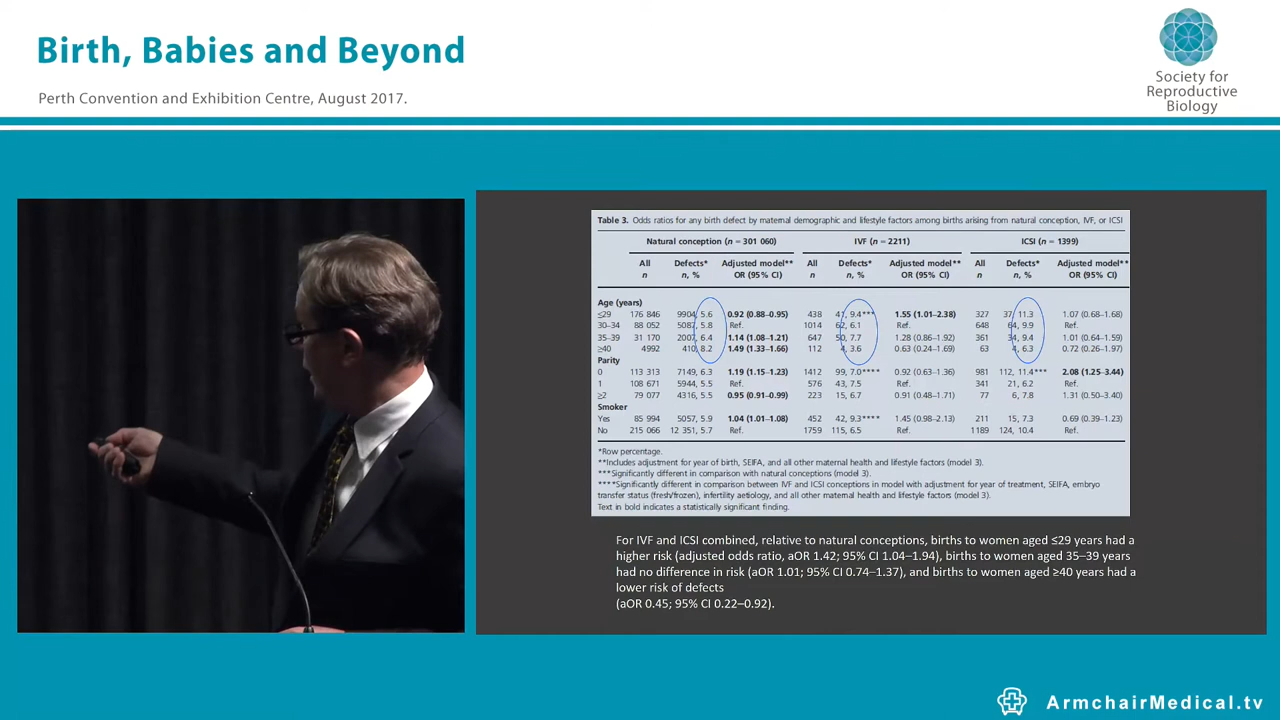 Birth, Babies and Beyond
Perth Convention and Exhibition Centre, August 2017.
Society for
Reproductive
Biology
Table 3. Odds ratios for any birth defect by maternal demographic and lifestyle factors among births arising from natural conception, IVF, or ICSI
Natural conception (n = 301 060) IVF (n = 2211) ICSI (n = 1399)
All Defects* Adjusted model** All Defects* Adjusted model** All Defects* Adjusted model**
n n, % OR (95% CI) n n, % OR (95% CI) n n, % OR (95% CI)
Age (years)
≤29 176 846 9904, 5.6 0.92 (0.88–0.95) 438 41, 9.4*** 1.55 (1.01–2.38) 327 37, 11.3 1.07 (0.68–1.68)
30–34 88 052 5087, 5.8 Ref. 1014 62, 6.1 Ref. 648 64, 9.9 Ref.
35–39 31 170 2007, 6.4 1.14 (1.08–1.21) 647 50, 7.7 1.28 (0.86–1.92) 361 34, 9.4 1.01 (0.64–1.59)
≥40 4992 410, 8.2 1.49 (1.33–1.66) 112 4, 3.6 0.63 (0.24–1.69) 63 4, 6.3 0.72 (0.26–1.97)
Parity
0 113 313 7149, 6.3 1.19 (1.15–1.23) 1412 99, 7.0**** 0.92 (0.63–1.36) 981 112, 11.4*** 2.08 (1.25–3.44)
1 108 671 5944, 5.5 Ref. 576 43, 7.5 Ref. 341 21, 6.2 Ref.
≥2 79 077 4316, 5.5 0.95 (0.91–0.99) 223 15, 6.7 0.91 (0.48–1.71) 77 6, 7.8 1.31 (0.50–3.40)
Smoker
Yes 85 994 5057, 5.9 1.04 (1.01–1.08) 452 42, 9.3**** 1.45 (0.98–2.13) 211 15, 7.3 0.69 (0.39–1.23)
No 215 066 12 351, 5.7 Ref. 1759 115, 6.5 Ref. 1189 124, 10.4 Ref.
*Row percentage.
**Includes adjustment for year of birth, SEIFA, and all other maternal health and lifestyle factors (model 3).
***Significantly different in comparison with natural conceptions (model 3).
****Significantly different in comparison between IVF and ICSI conceptions in model with adjustment for year of treatment, SEIFA, embryo
transfer status (fresh/frozen), infertility aetiology, and all other maternal health and lifestyle factors (model 3).
Text in bold indicates a statistically significant finding.
For IVF and ICSI combined, relative to natural conceptions, births to women aged ≤29 years had a
higher risk (adjusted odds ratio, aOR 1.42; 95% CI 1.04–1.94), births to women aged 35–39 years
had no difference in risk (aOR 1.01; 95% CI 0.74–1.37), and births to women aged ≥40 years had a
lower risk of defects
(aOR 0.45; 95% CI 0.22–0.92).
ArmchairMedical.tv